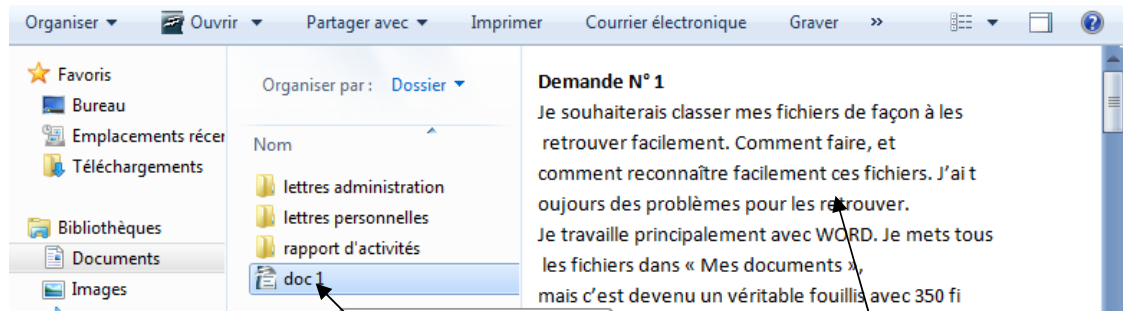 Organiser Ouvrir Partager avec Imprimer Courrier électronique Graver »
Favoris
Bureau
Emplacements récer
Téléchargements
Bibliothèques
Documents
Images
Organiser par : Dossier
Nom
lettres administration
lettres personnelles
rapport d'activités
doc 1
Demande N° 1
Je souhaiterais classer mes fichiers de façon à les
retrouver facilement. Comment faire, et
comment reconnaître facilement ces fichiers. J'ai t
oujours des problèmes pour les retrouver.
Je travaille principalement avec WORD. Je mets tous
les fichiers dans « Mes documents »,
mais c'est devenu un véritable fouillis avec 350 fi